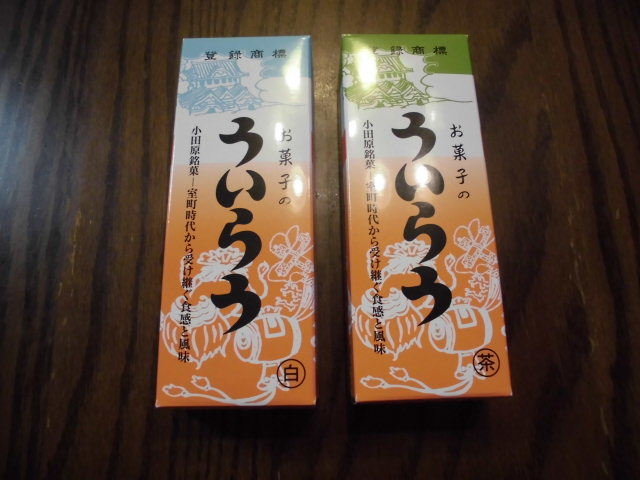 登録商標
お菓子の
ういらう
小田原銘菓―室町時代から受け継ぐ食感と風味
白
登録商標
お菓子の
ういらう
小田原銘菓―室町時代から受け継ぐ食感と風味
茶